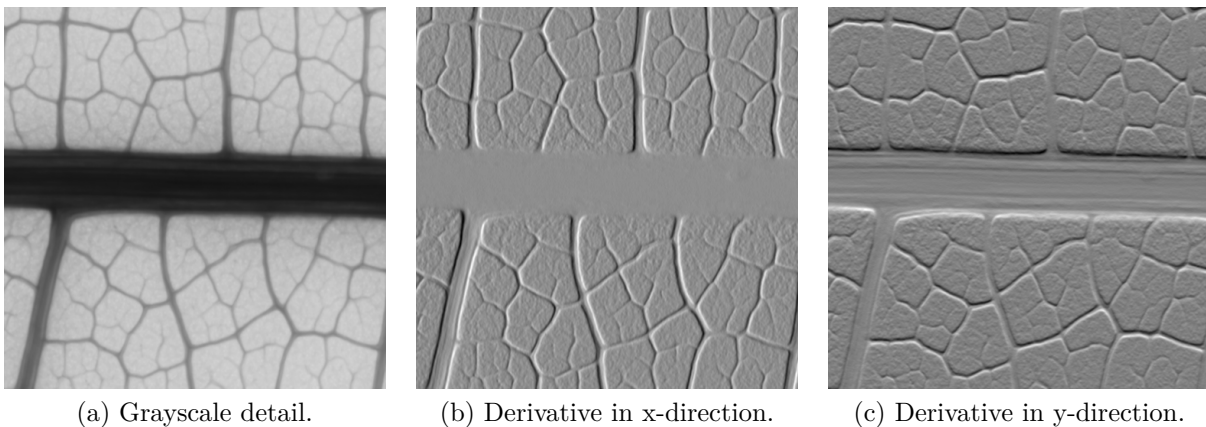 (a) Grayscale detail.
(b) Derivative in x-direction.
(c) Derivative in y-direction.